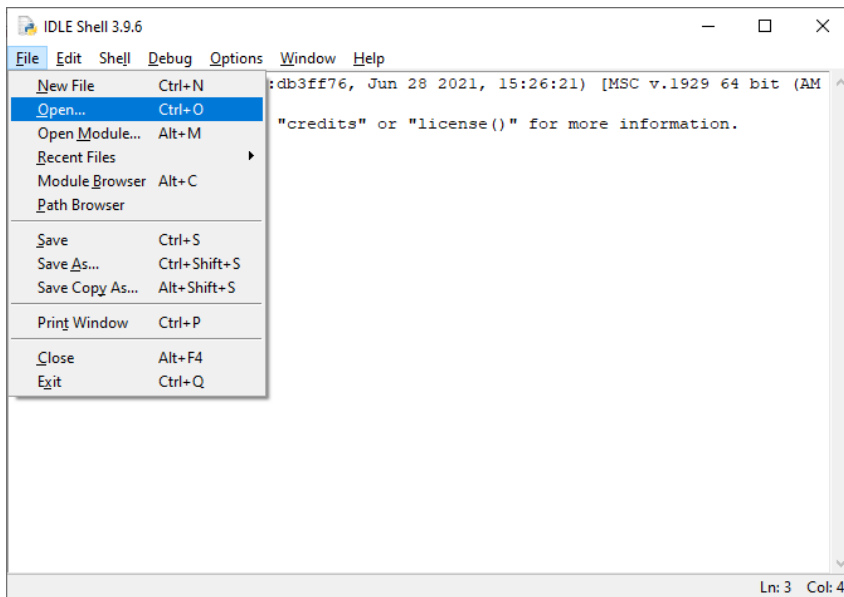 IDLE Shell 3.9.6
File Edit Shell Debug Options Window Help
New File Ctrl+N
:db3ff76, Jun 28 2021, 15:26:21) [MSC v.1929 64 bit (AM
Open... Ctrl+O
"credits" or "license()" for more information.
Open Module... Alt+M
Recent Files
Module Browser Alt+C
Path Browser
Save Ctrl+S
Save As... Ctrl+Shift+S
Save Copy As... Alt+Shift+S
Print Window Ctrl+P
Close Alt+F4
Exit Ctrl+Q
Ln: 3 Col: 4